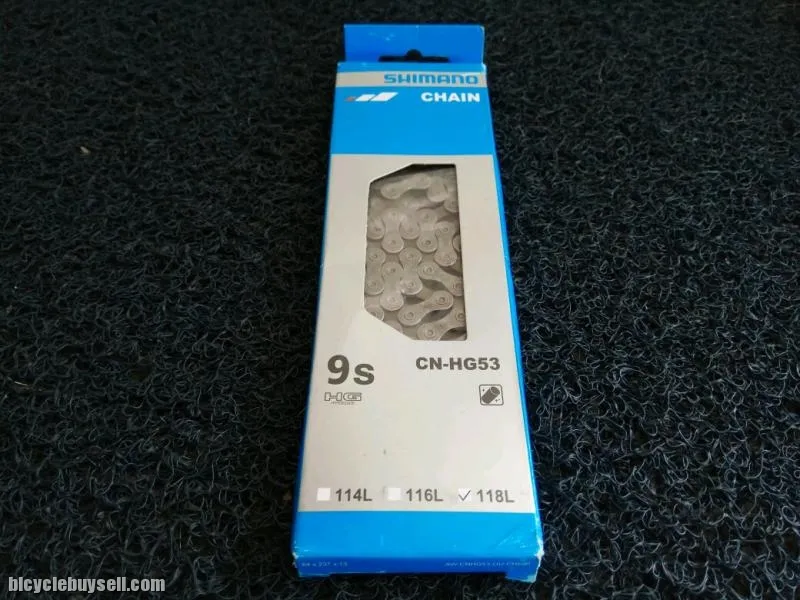 SHIMANO
CHAIN
9s
CN-HG53
HG
114L
116L
118L
bicyclebuysell.com